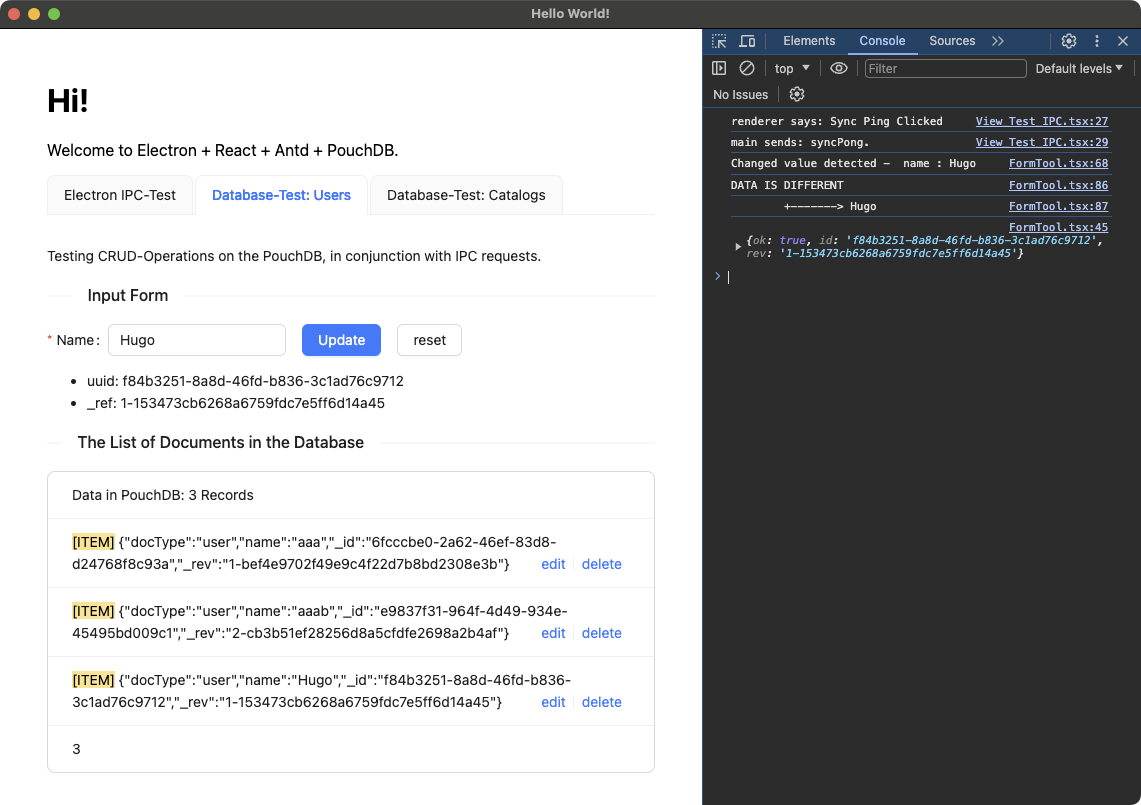 Hello World!
Hi!
Welcome to Electron + React + Antd + PouchDB.
Electron IPC-Test
Database-Test: Users
Database-Test: Catalogs
Testing CRUD-Operations on the PouchDB, in conjunction with IPC requests.
Input Form
* Name:
Hugo
Update
reset
• uuid: f84b3251-8a8d-46fd-b836-3c1ad76c9712
• _ref: 1-153473cb6268a6759fdc7e5ff6d14a45
The List of Documents in the Database
Data in PouchDB: 3 Records
[ITEM] {"docType":"user","name":"aaa","_id":"6fcccbe0-2a62-46ef-83d8-
d24768f8c93a","_rev":"1-bef4e9702f49e9c4f22d7b8bd2308e3b"} edit delete
[ITEM] {"docType":"user","name":"aaab","_id":"e9837f31-964f-4d49-934e-
45495bd009c1","_rev":"2-cb3b51ef28256d8a5cfdfe2698a2b4af"} edit delete
[ITEM] {"docType":"user","name":"Hugo","_id":"f84b3251-8a8d-46fd-b836-
3c1ad76c9712","_rev":"1-153473cb6268a6759fdc7e5ff6d14a45"} edit delete
3
Elements Console Sources
top Filter Default levels
No Issues
renderer says: Sync Ping Clicked View Test IPC.tsx:27
main sends: syncPong. View Test IPC.tsx:29
Changed value detected - name : Hugo FormTool.tsx:68
DATA IS DIFFERENT FormTool.tsx:86
+-------> Hugo FormTool.tsx:87
FormTool.tsx:45
{ok: true, id: 'f84b3251-8a8d-46fd-b836-3c1ad76c9712',
rev: '1-153473cb6268a6759fdc7e5ff6d14a45'}